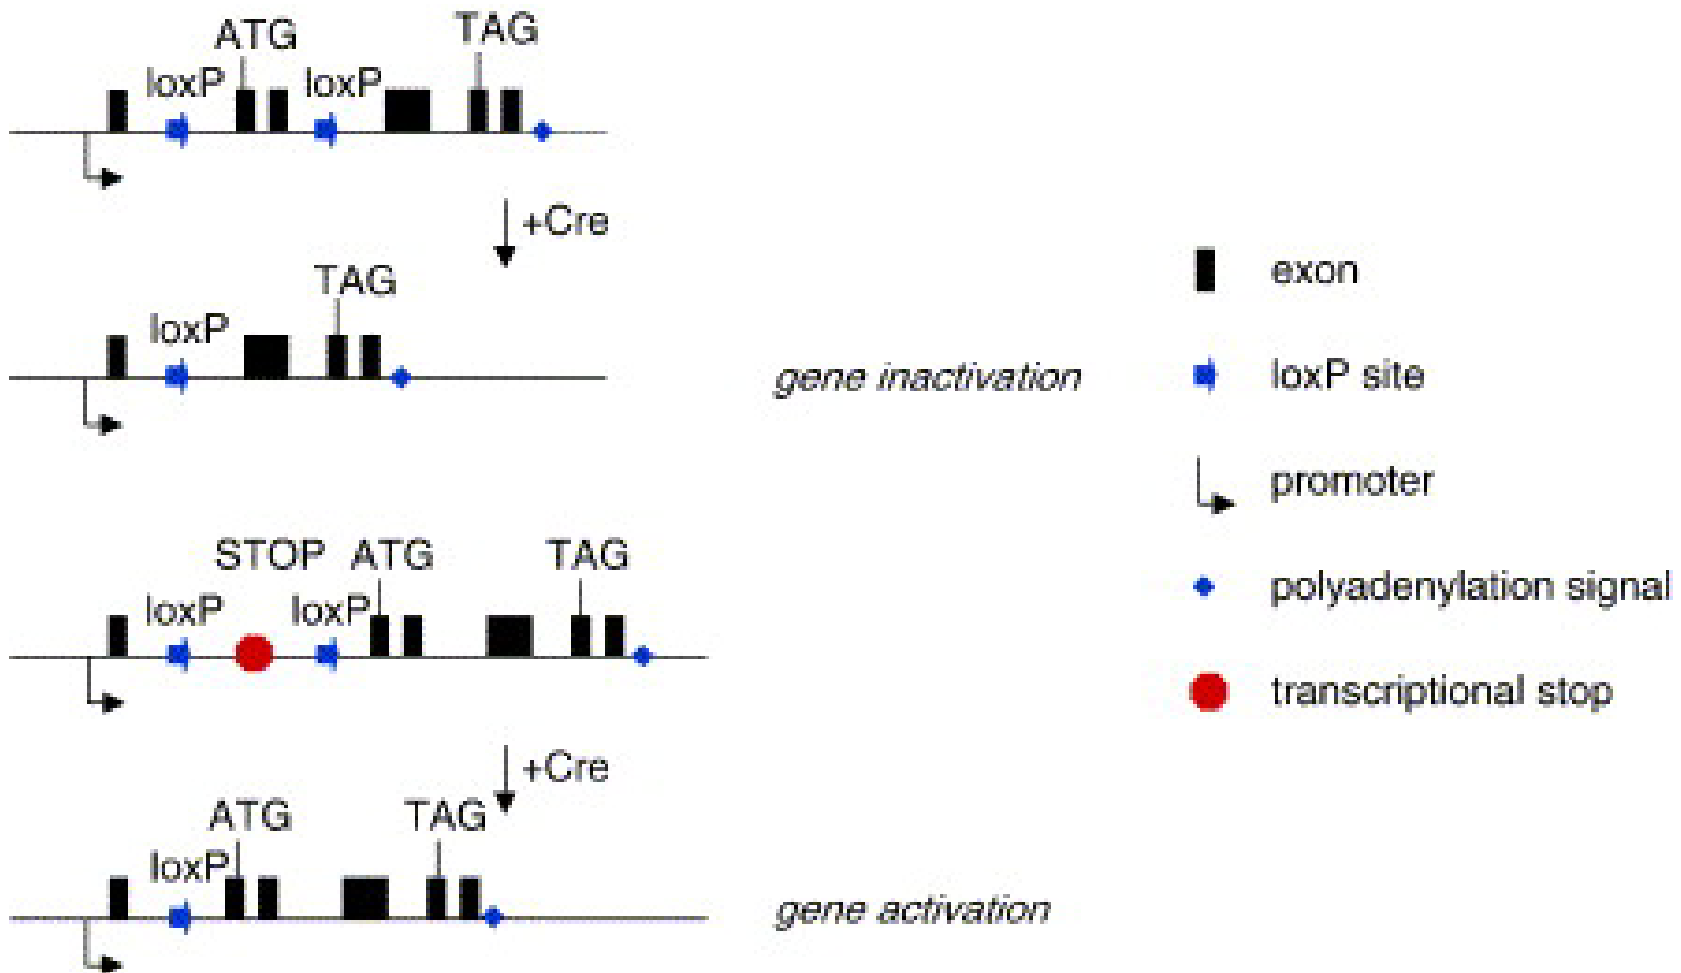 ATG TAG
loxP loxP
+Cre
TAG
loxP
gene inactivation
STOP ATG TAG
loxP loxP
+Cre
ATG TAG
loxP
gene activation
exon
loxP site
promoter
polyadenylation signal
transcriptional stop